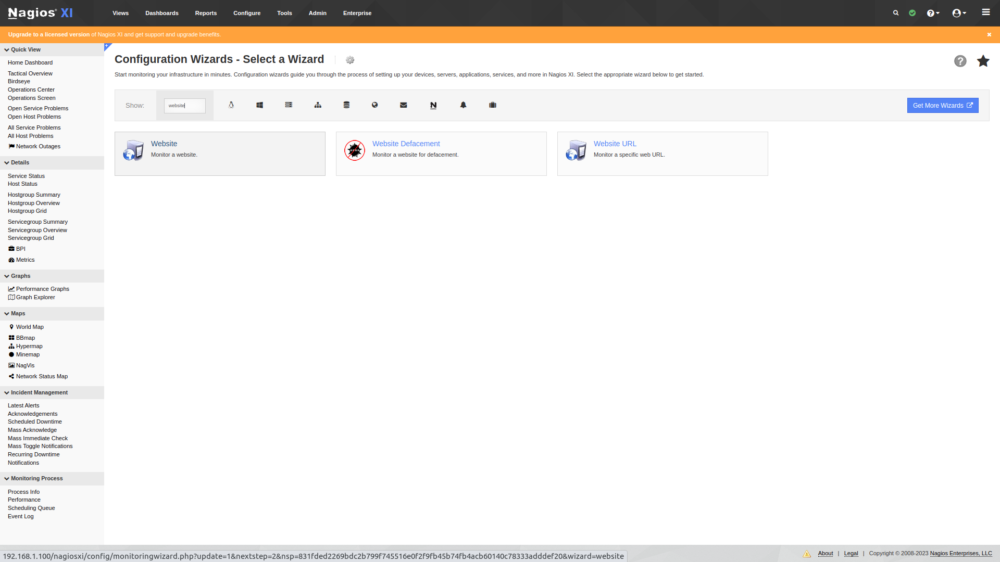 Nagios XI
Views Dashboards Reports Configure Tools Admin Enterprise
Upgrade to a licensed version of Nagios XI and get support and upgrade benefits.
Quick View
Home Dashboard
Tactical Overview
Birdseye
Operations Center
Operations Screen
Open Service Problems
Open Host Problems
All Service Problems
All Host Problems
Network Outages
Details
Service Status
Host Status
Hostgroup Summary
Hostgroup Overview
Hostgroup Grid
Servicegroup Summary
Servicegroup Overview
Servicegroup Grid
BPI
Metrics
Graphs
Performance Graphs
Graph Explorer
Maps
World Map
BBmap
Hypermap
Minemap
NagVis
Network Status Map
Incident Management
Latest Alerts
Acknowledgements
Scheduled Downtime
Mass Acknowledge
Mass Immediate Check
Mass Toggle Notifications
Recurring Downtime
Notifications
Monitoring Process
Process Info
Performance
Scheduling Queue
Event Log
Configuration Wizards - Select a Wizard
Start monitoring your infrastructure in minutes. Configuration wizards guide you through the process of setting up your devices, servers, applications, services, and more in Nagios XI. Select the appropriate wizard below to get started.
Show: website
Get More Wizards
Website
Monitor a website.
Website Defacement
Monitor a website for defacement.
Website URL
Monitor a specific web URL.
192.168.1.100/nagiosxi/config/monitoringwizard.php?update=1&nextstep=2&nsp=831fded2269bdc2b799f745516e0f2f9fb45b74fb4acb60140c78333adddef20&wizard=website
About | Legal | Copyright © 2008-2023 Nagios Enterprises, LLC